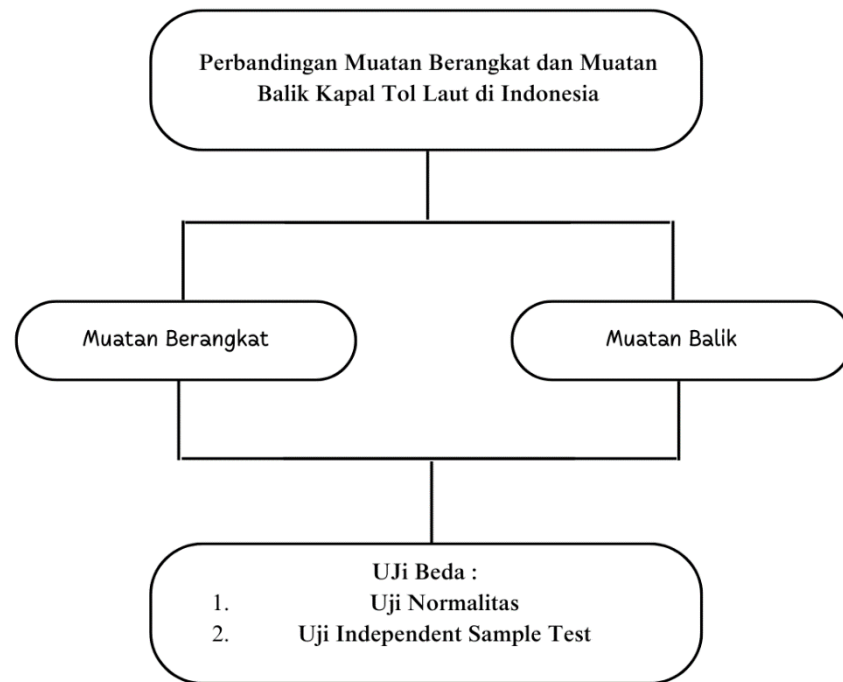 Perbandingan Muatan Berangkat dan Muatan
Balik Kapal Tol Laut di Indonesia
Muatan Berangkat
Muatan Balik
UJi Beda :
1. Uji Normalitas
2. Uji Independent Sample Test